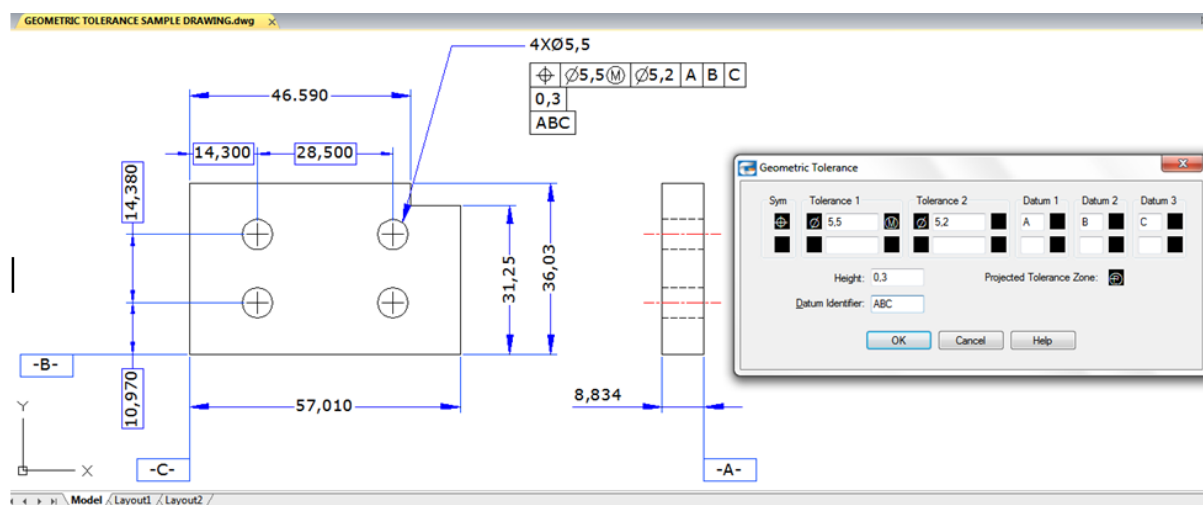 GEOMETRIC TOLERANCE SAMPLE DRAWING.dwg ×
4XØ5,5
⌖ Ø5,5Ⓜ Ø5,2 A B C
0,3
ABC
46.590
14,300 28,500
14,380
31,25
36,03
10,970
-B-
57,010
8,834
Y
X
-C-
-A-
Geometric Tolerance
Sym Tolerance 1 Tolerance 2 Datum 1 Datum 2 Datum 3
⌖ Ø 5,5 Ⓜ Ø 5,2 A B C
Height: 0,3 Projected Tolerance Zone: Ⓟ
Datum Identifier: ABC
OK Cancel Help
Model Layout1 Layout2